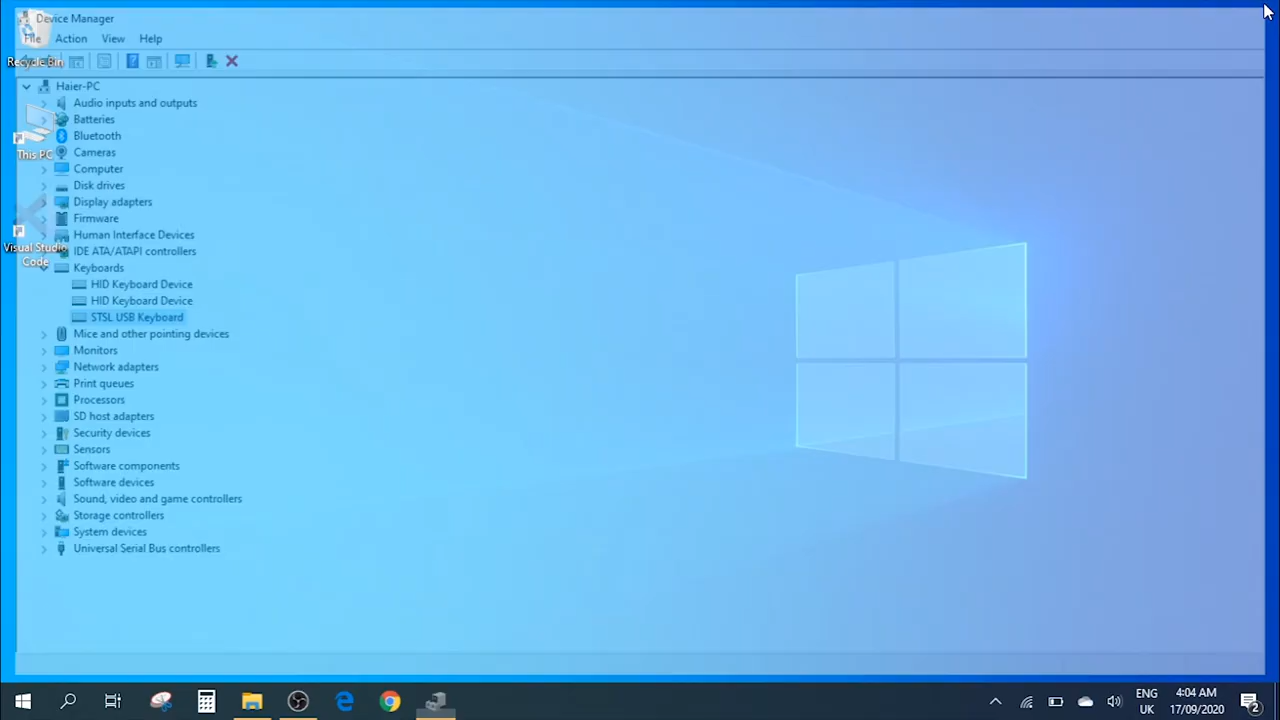 Device Manager
File Action View Help
Recycle Bin
Haier-PC
Audio inputs and outputs
Batteries
Bluetooth
This PC
Cameras
Computer
Disk drives
Display adapters
Firmware
Human Interface Devices
Visual Studio
Code
IDE ATA/ATAPI controllers
Keyboards
HID Keyboard Device
HID Keyboard Device
STSL USB Keyboard
Mice and other pointing devices
Monitors
Network adapters
Print queues
Processors
SD host adapters
Security devices
Sensors
Software components
Software devices
Sound, video and game controllers
Storage controllers
System devices
Universal Serial Bus controllers
ENG
UK
4:04 AM
17/09/2020
2